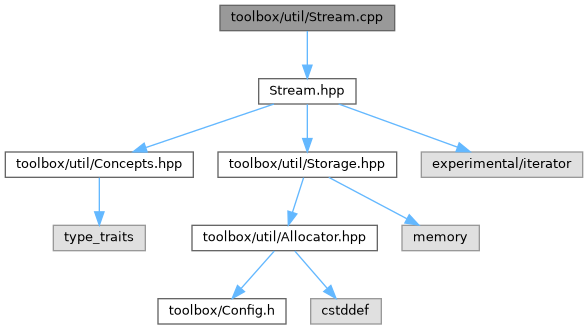 toolbox/util/Stream.cpp
Stream.hpp
toolbox/util/Concepts.hpp
toolbox/util/Storage.hpp
experimental/iterator
type_traits
toolbox/util/Allocator.hpp
memory
toolbox/Config.h
cstddef